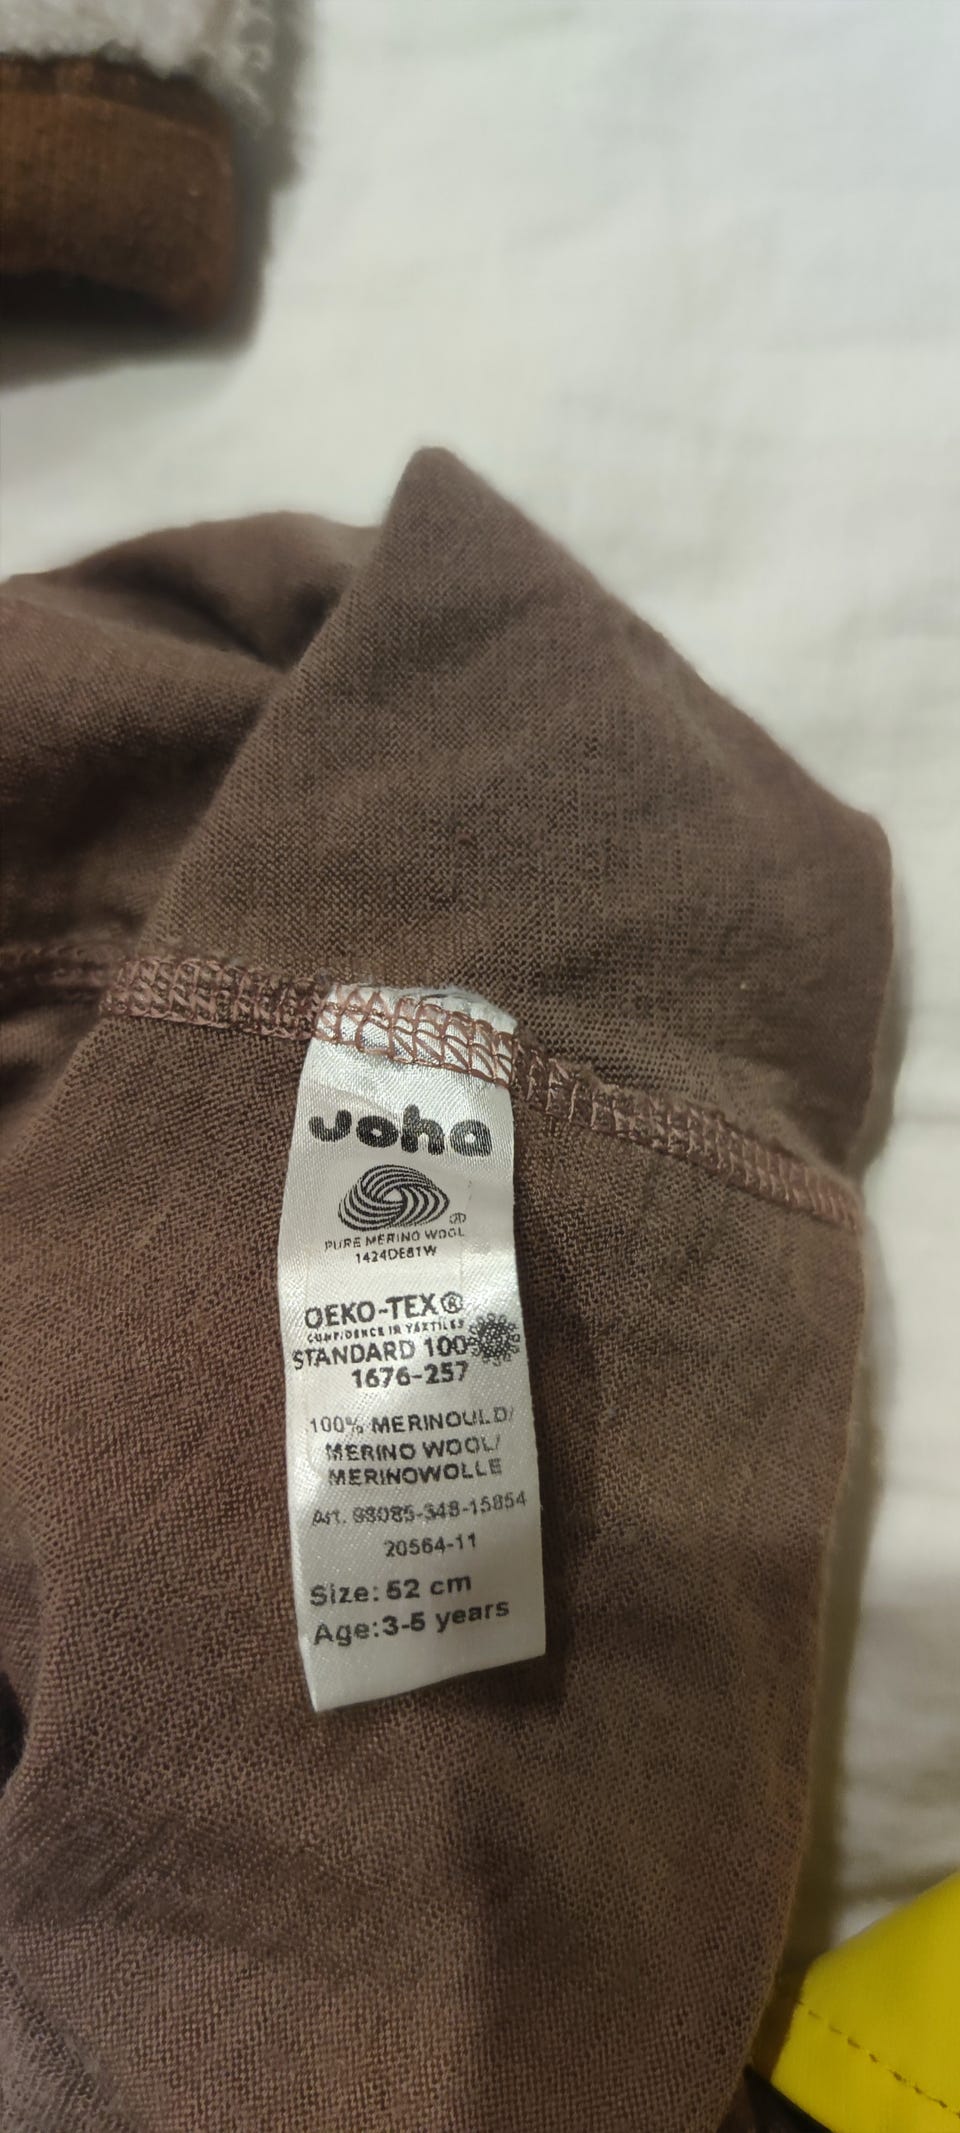 Joha
PURE MERINO WOOL
1424DE81W
OEKO-TEX®
CONFIDENCE IN TEXTILES
STANDARD 100
1676-257
100% MERINOULD/
MERINO WOOL/
MERINOWOLLE
Art. 98085-348-15854
20564-11
Size: 52 cm
Age:3-5 years